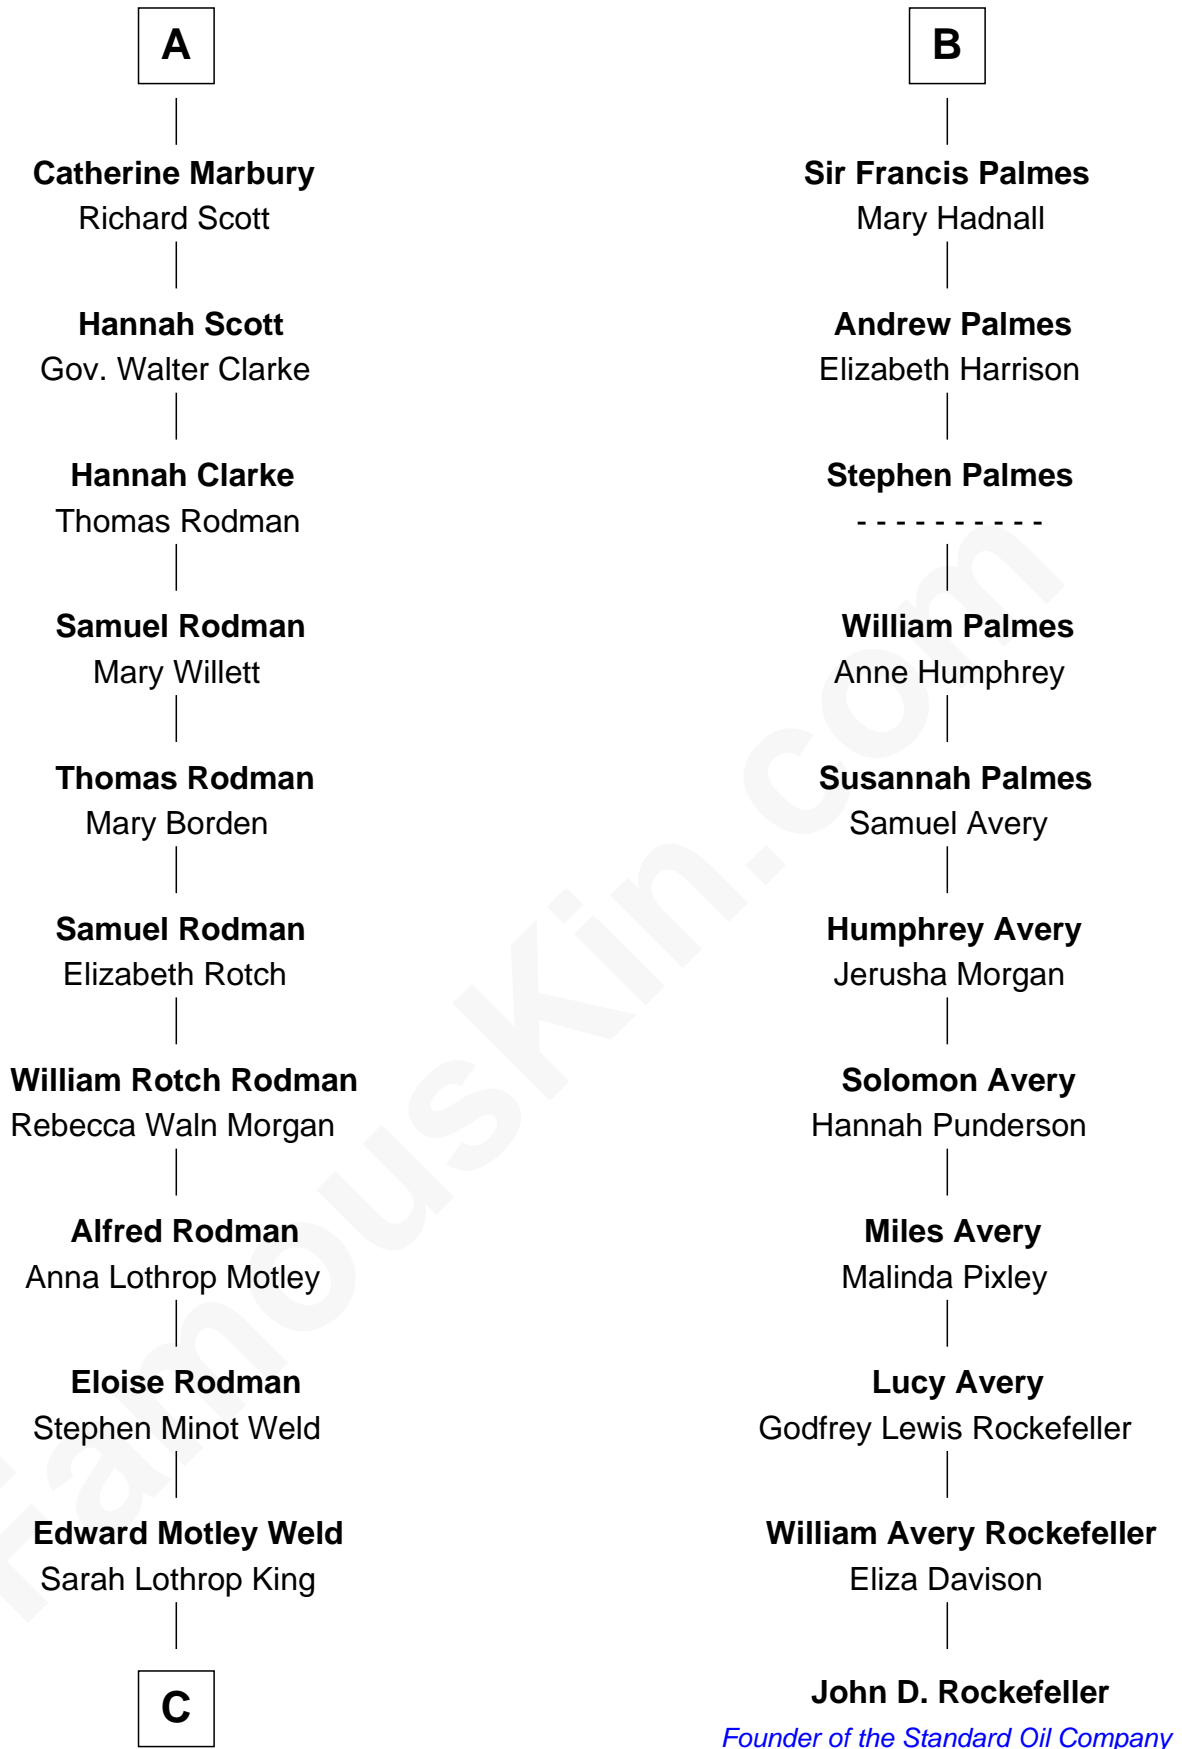 A
Catherine Marbury
Richard Scott
Hannah Scott
Gov. Walter Clarke
Hannah Clarke
Thomas Rodman
Samuel Rodman
Mary Willett
Thomas Rodman
Mary Borden
Samuel Rodman
Elizabeth Rotch
William Rotch Rodman
Rebecca Waln Morgan
Alfred Rodman
Anna Lothrop Motley
Eloise Rodman
Stephen Minot Weld
Edward Motley Weld
Sarah Lothrop King
C
B
Sir Francis Palmes
Mary Hadnall
Andrew Palmes
Elizabeth Harrison
Stephen Palmes
- - - - - - - - - -
William Palmes
Anne Humphrey
Susannah Palmes
Samuel Avery
Humphrey Avery
Jerusha Morgan
Solomon Avery
Hannah Punderson
Miles Avery
Malinda Pixley
Lucy Avery
Godfrey Lewis Rockefeller
William Avery Rockefeller
Eliza Davison
John D. Rockefeller
Founder of the Standard Oil Company
FamousKin.com